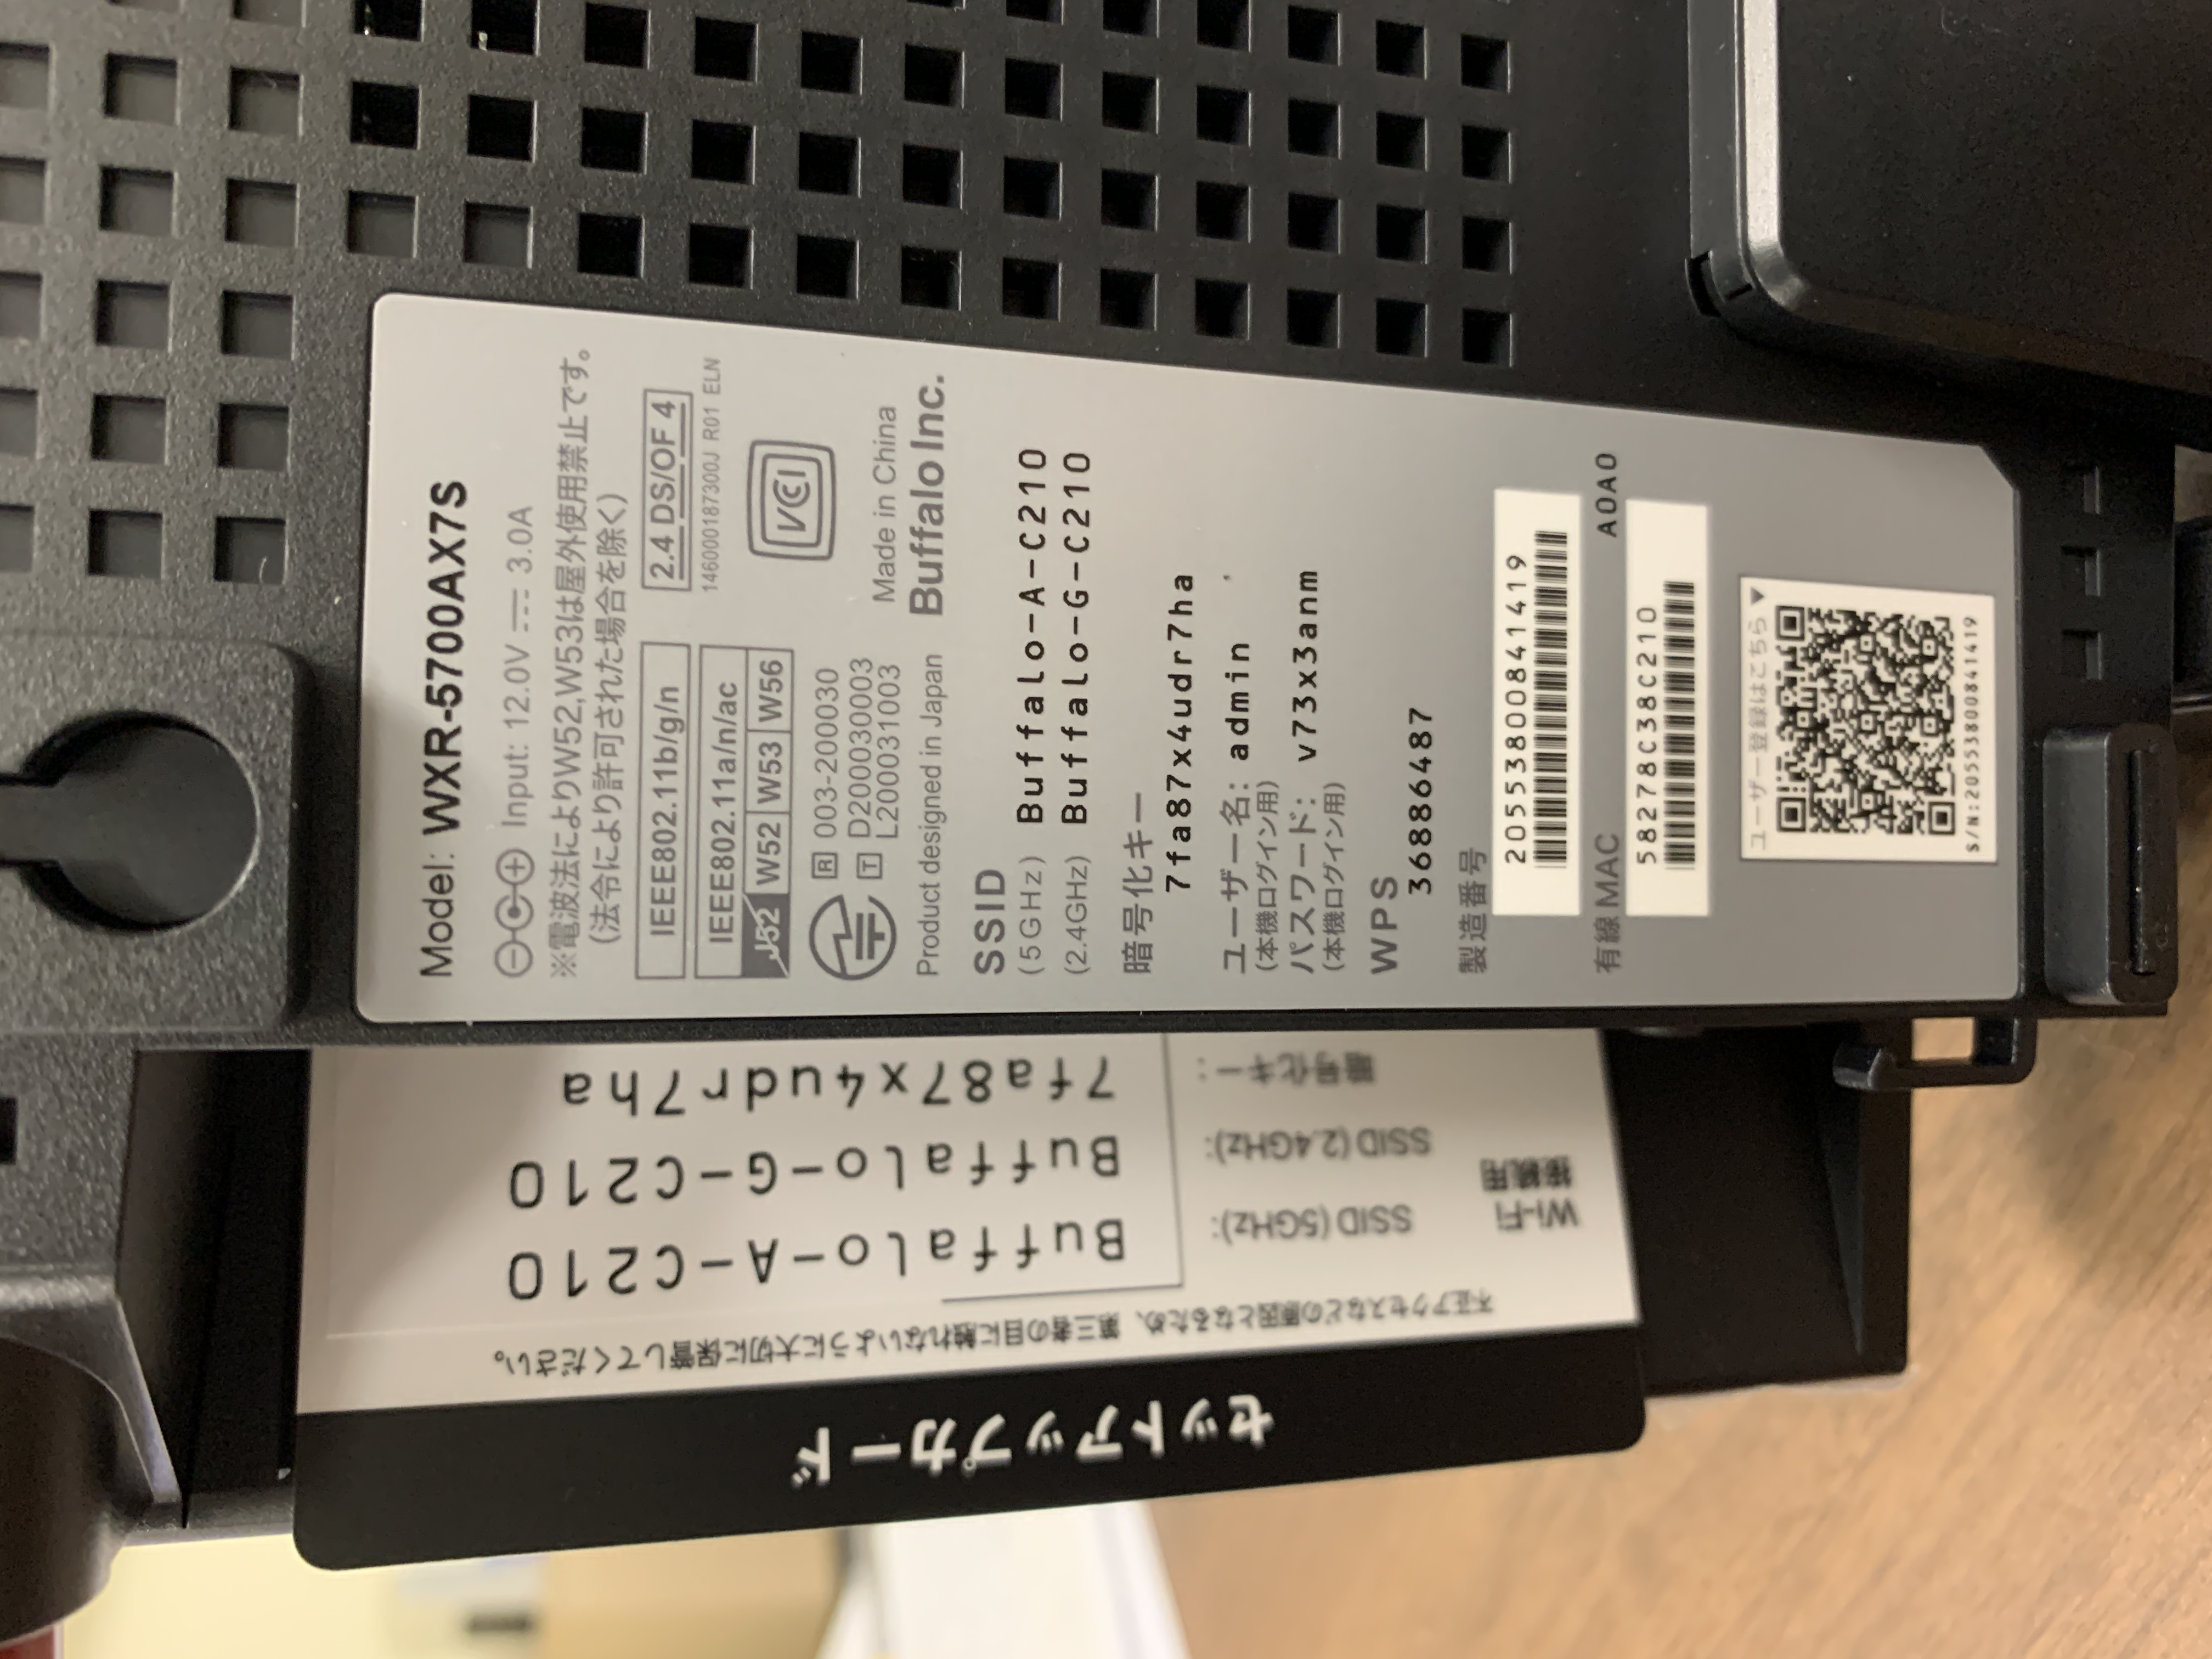 Model: WXR-5700AX7S
Input: 12.0V 3.0A
※電波法によりW52,W53は屋外使用禁止です。
(法令により許可された場合を除く)
IEEE802.11b/g/n
2.4 DS/OF 4
IEEE802.11a/n/ac
J52 W52 W53 W56
146000187300J R01 ELN
R 003-200030
T D200030003
L200031003
VCI
Made in China
Product designed in Japan
Buffalo Inc.
SSID
(5GHz) Buffalo-A-C210
(2.4GHz) Buffalo-G-C210
暗号化キー
7fa87x4udr7ha
ユーザー名: admin
(本機ログイン用)
パスワード: v73x3anm
(本機ログイン用)
WPS
36886487
製造番号
20553800841419
有線MAC
A0A0
58278C38C210
ユーザー登録はこちら▼
S/N:20553800841419
セットアップカード
不正アクセスなどの原因となるため、第三者の目に触れないように大切に保管してください。
Wi-Fi
接続用
SSID (5GHz): Buffalo-A-C210
SSID (2.4GHz): Buffalo-G-C210
暗号化キー: 7fa87x4udr7ha